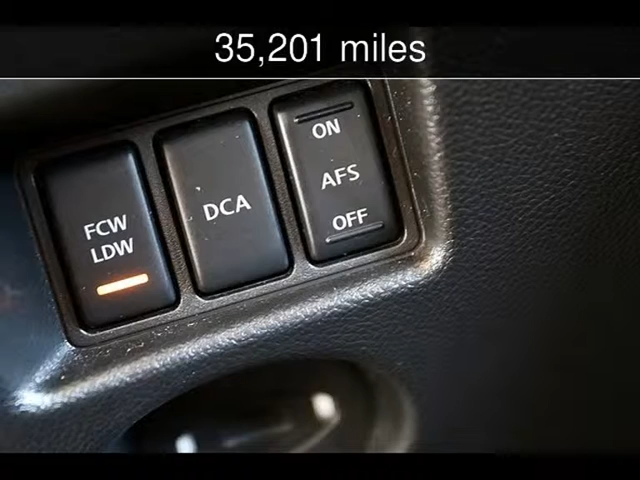 35,201 miles
FCW
LDW
DCA
ON
AFS
OFF